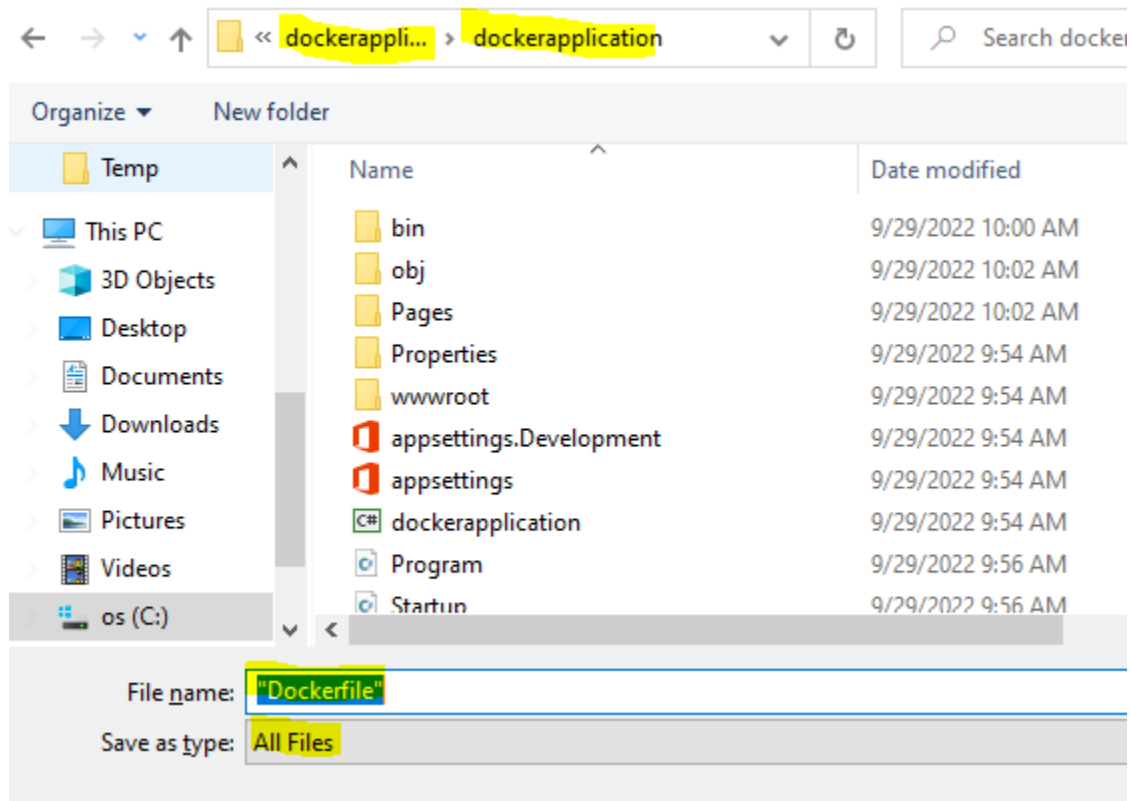 « dockerappli... › dockerapplication Search docker
Organize New folder
Temp
This PC
3D Objects
Desktop
Documents
Downloads
Music
Pictures
Videos
os (C:)
Name Date modified
bin 9/29/2022 10:00 AM
obj 9/29/2022 10:02 AM
Pages 9/29/2022 10:02 AM
Properties 9/29/2022 9:54 AM
wwwroot 9/29/2022 9:54 AM
appsettings.Development 9/29/2022 9:54 AM
appsettings 9/29/2022 9:54 AM
C# dockerapplication 9/29/2022 9:54 AM
Program 9/29/2022 9:56 AM
Startup 9/29/2022 9:56 AM
File name: "Dockerfile"
Save as type: All Files